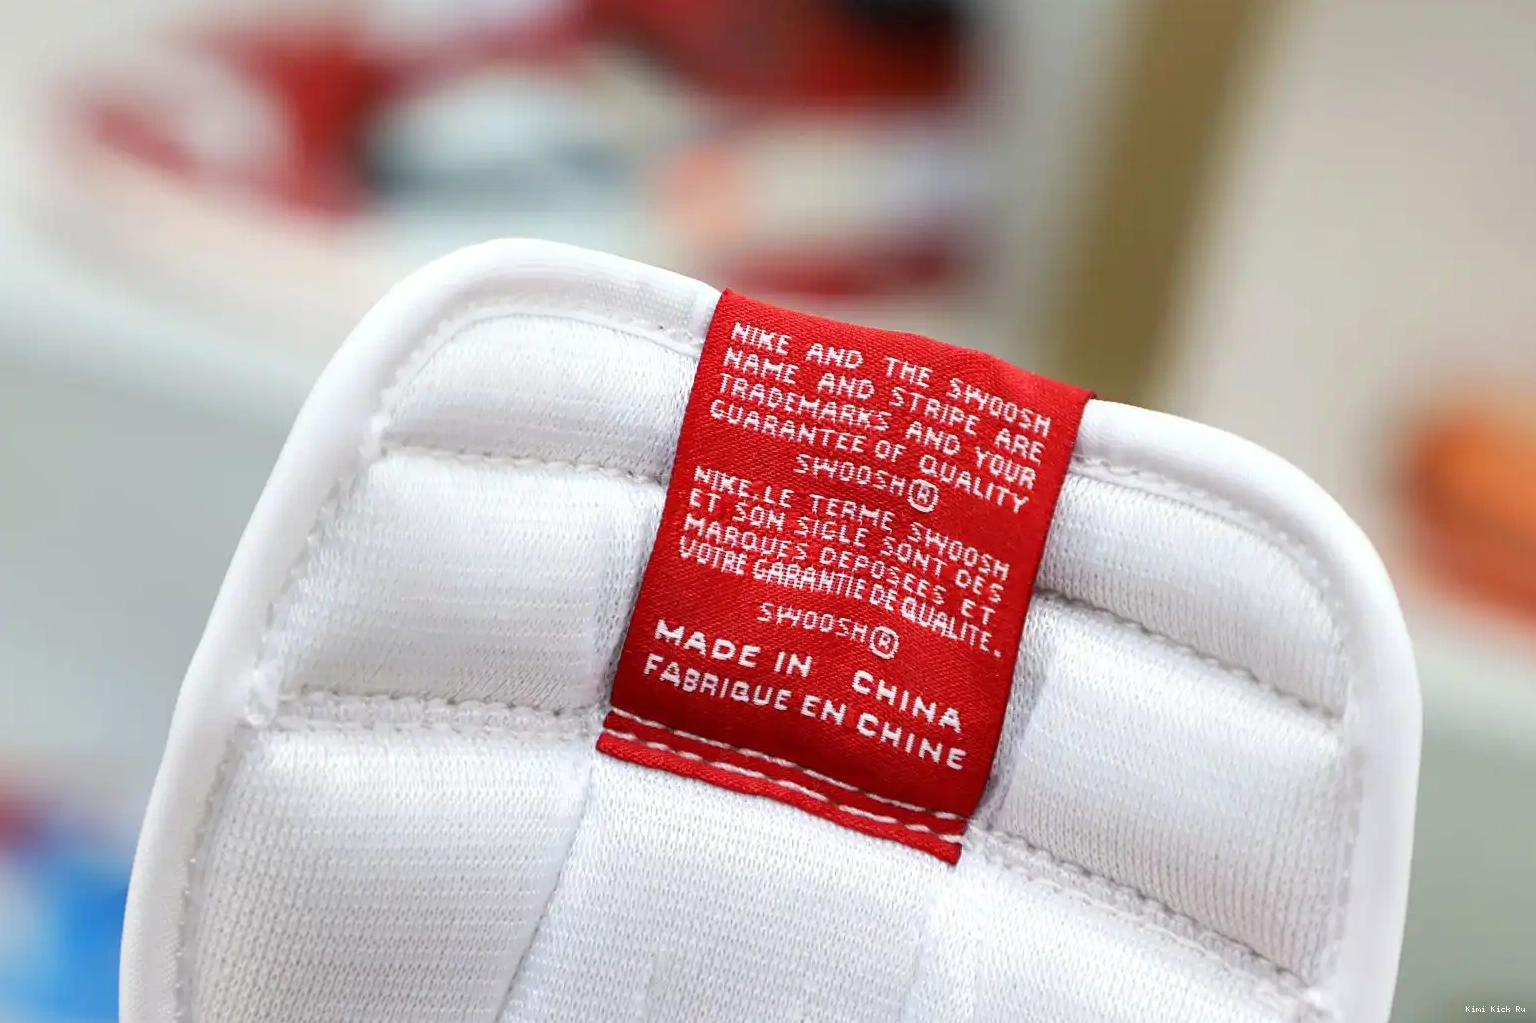 NIKE AND THE SWOOSH
NAME AND STRIPE ARE
TRADEMARKS AND YOUR
GUARANTEE OF QUALITY
SWOOSH®
NIKE.LE TERME SWOOSH
ET SON SIGLE SONT DES
MARQUES DEPOSEES ET
VOTRE GARANTIE DE QUALITE.
SWOOSH®
MADE IN CHINA
FABRIQUE EN CHINE
Kimi Kick Ru